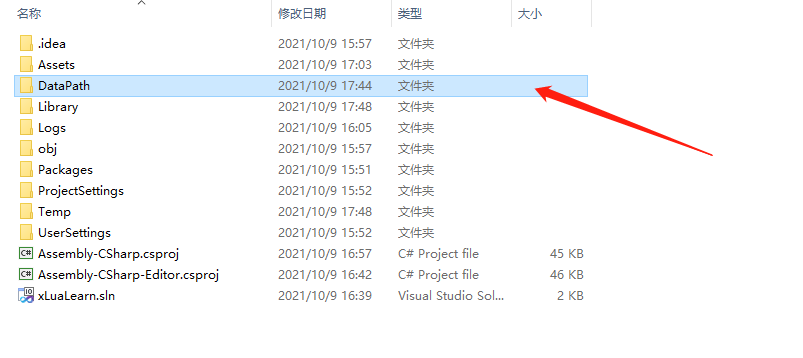 名称 修改日期 类型 大小
.idea 2021/10/9 15:57 文件夹
Assets 2021/10/9 17:03 文件夹
DataPath 2021/10/9 17:44 文件夹
Library 2021/10/9 17:48 文件夹
Logs 2021/10/9 16:05 文件夹
obj 2021/10/9 15:57 文件夹
Packages 2021/10/9 15:51 文件夹
ProjectSettings 2021/10/9 15:52 文件夹
Temp 2021/10/9 17:48 文件夹
UserSettings 2021/10/9 15:52 文件夹
C# Assembly-CSharp.csproj 2021/10/9 16:57 C# Project file 45 KB
C# Assembly-CSharp-Editor.csproj 2021/10/9 16:42 C# Project file 46 KB
xLuaLearn.sln 2021/10/9 16:39 Visual Studio Sol... 2 KB